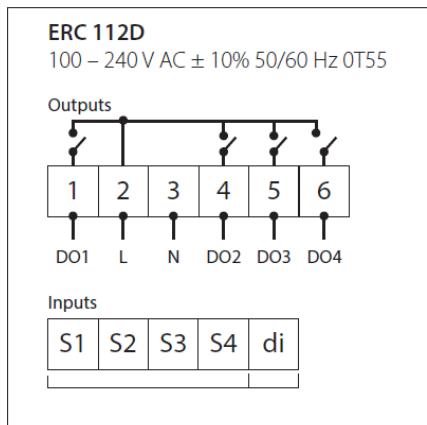 ERC 112D
100 – 240 V AC ± 10% 50/60 Hz 0T55
Outputs
1 2 3 4 5 6
DO1 L N DO2 DO3 DO4
Inputs
S1 S2 S3 S4 di